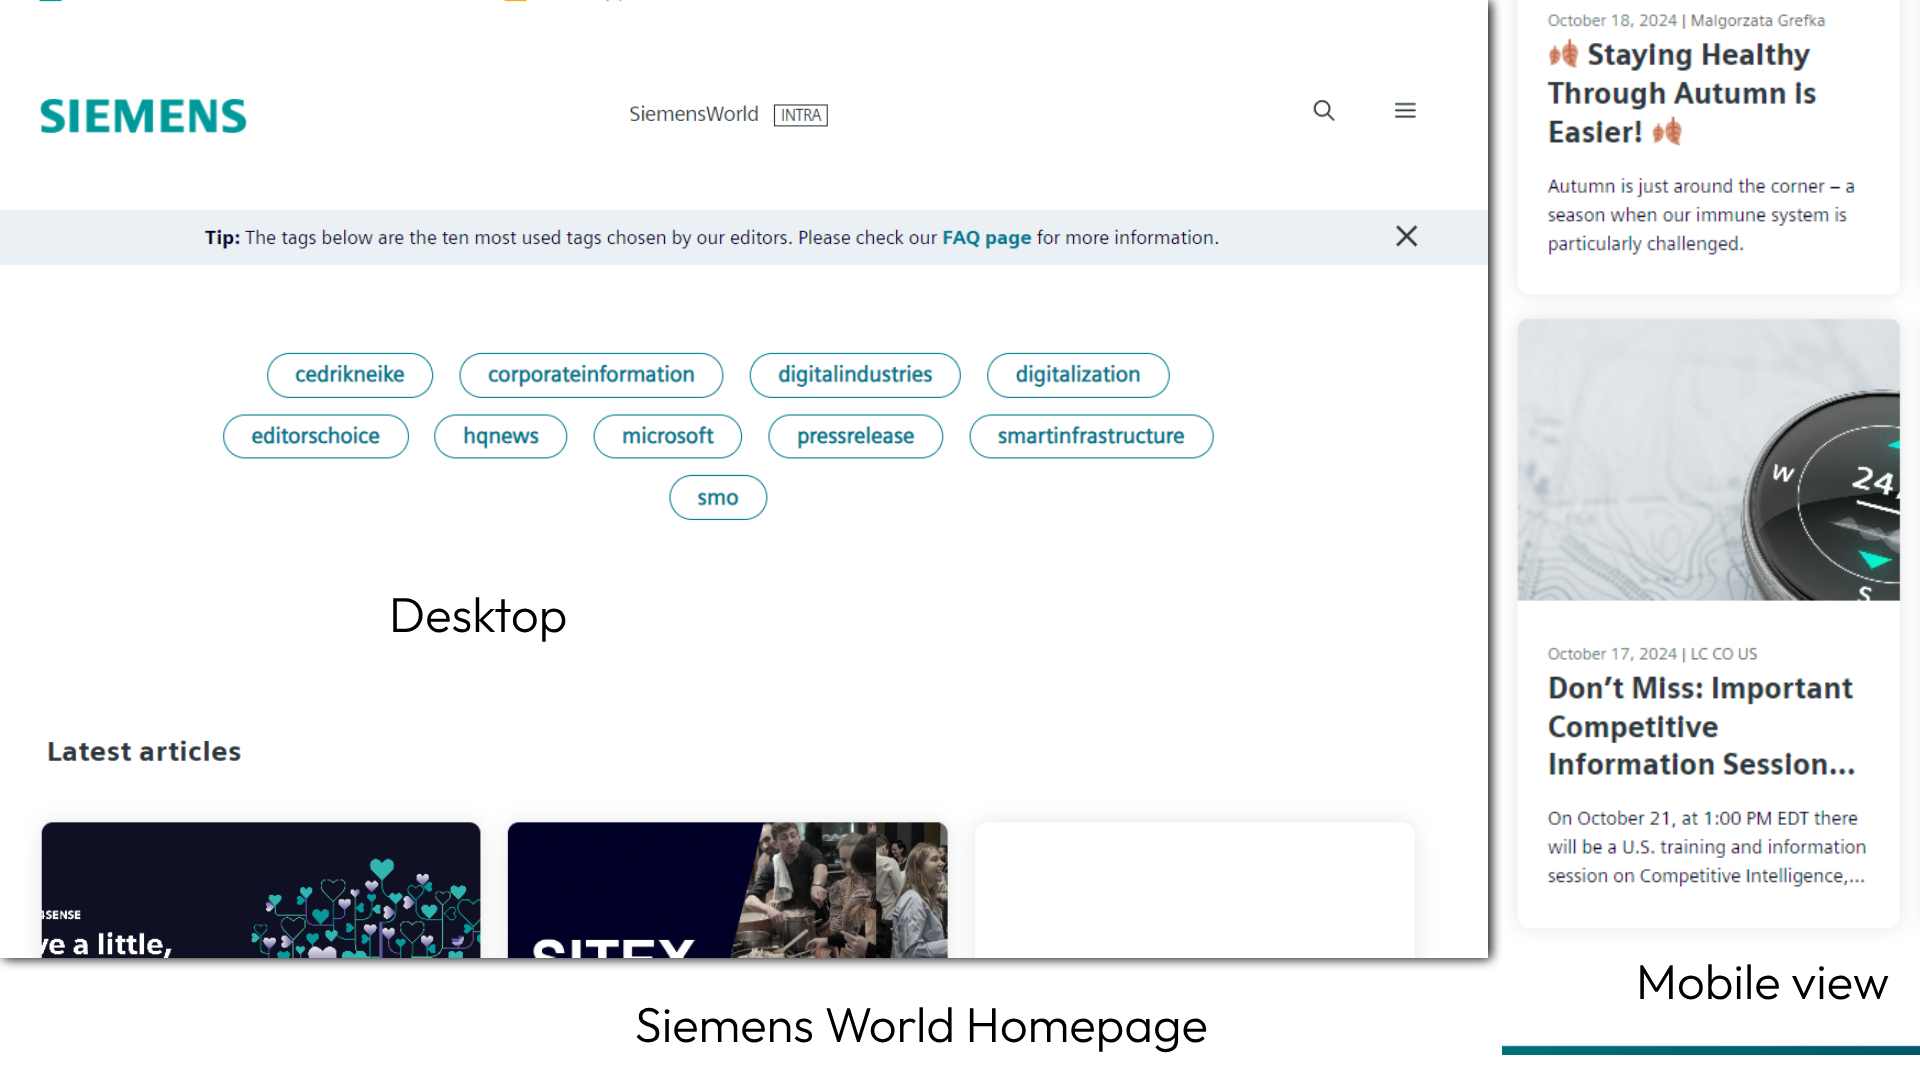 SIEMENS
SiemensWorld INTRA
Tip: The tags below are the ten most used tags chosen by our editors. Please check our FAQ page for more information.
cedrikneike corporateinformation digitalindustries digitalization
editorschoice hqnews microsoft pressrelease smartinfrastructure
smo
Desktop
Latest articles
4SENSE
ve a little,
SITEX
Siemens World Homepage
October 18, 2024 | Malgorzata Grefka
🍂 Staying Healthy
Through Autumn is
Easier! 🍂
Autumn is just around the corner – a
season when our immune system is
particularly challenged.
W
24
S
October 17, 2024 | LC CO US
Don’t Miss: Important
Competitive
Information Session...
On October 21, at 1:00 PM EDT there
will be a U.S. training and information
session on Competitive Intelligence,...
Mobile view